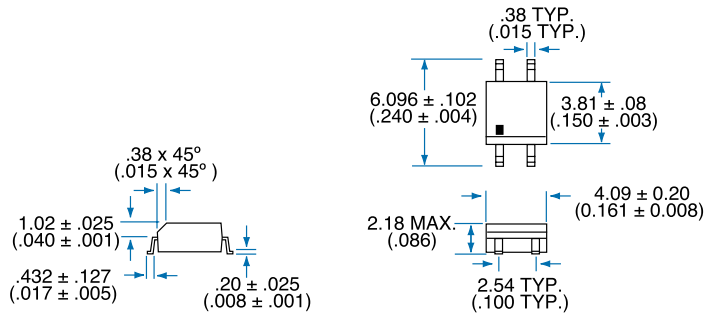 .38 TYP.
(.015 TYP.)
6.096 ± .102
(.240 ± .004)
3.81 ± .08
(.150 ± .003)
.38 x 45º
(.015 x 45º )
1.02 ± .025
(.040 ± .001)
.432 ± .127
(.017 ± .005)
.20 ± .025
(.008 ± .001)
4.09 ± 0.20
(0.161 ± 0.008)
2.18 MAX.
(.086)
2.54 TYP.
(.100 TYP.)